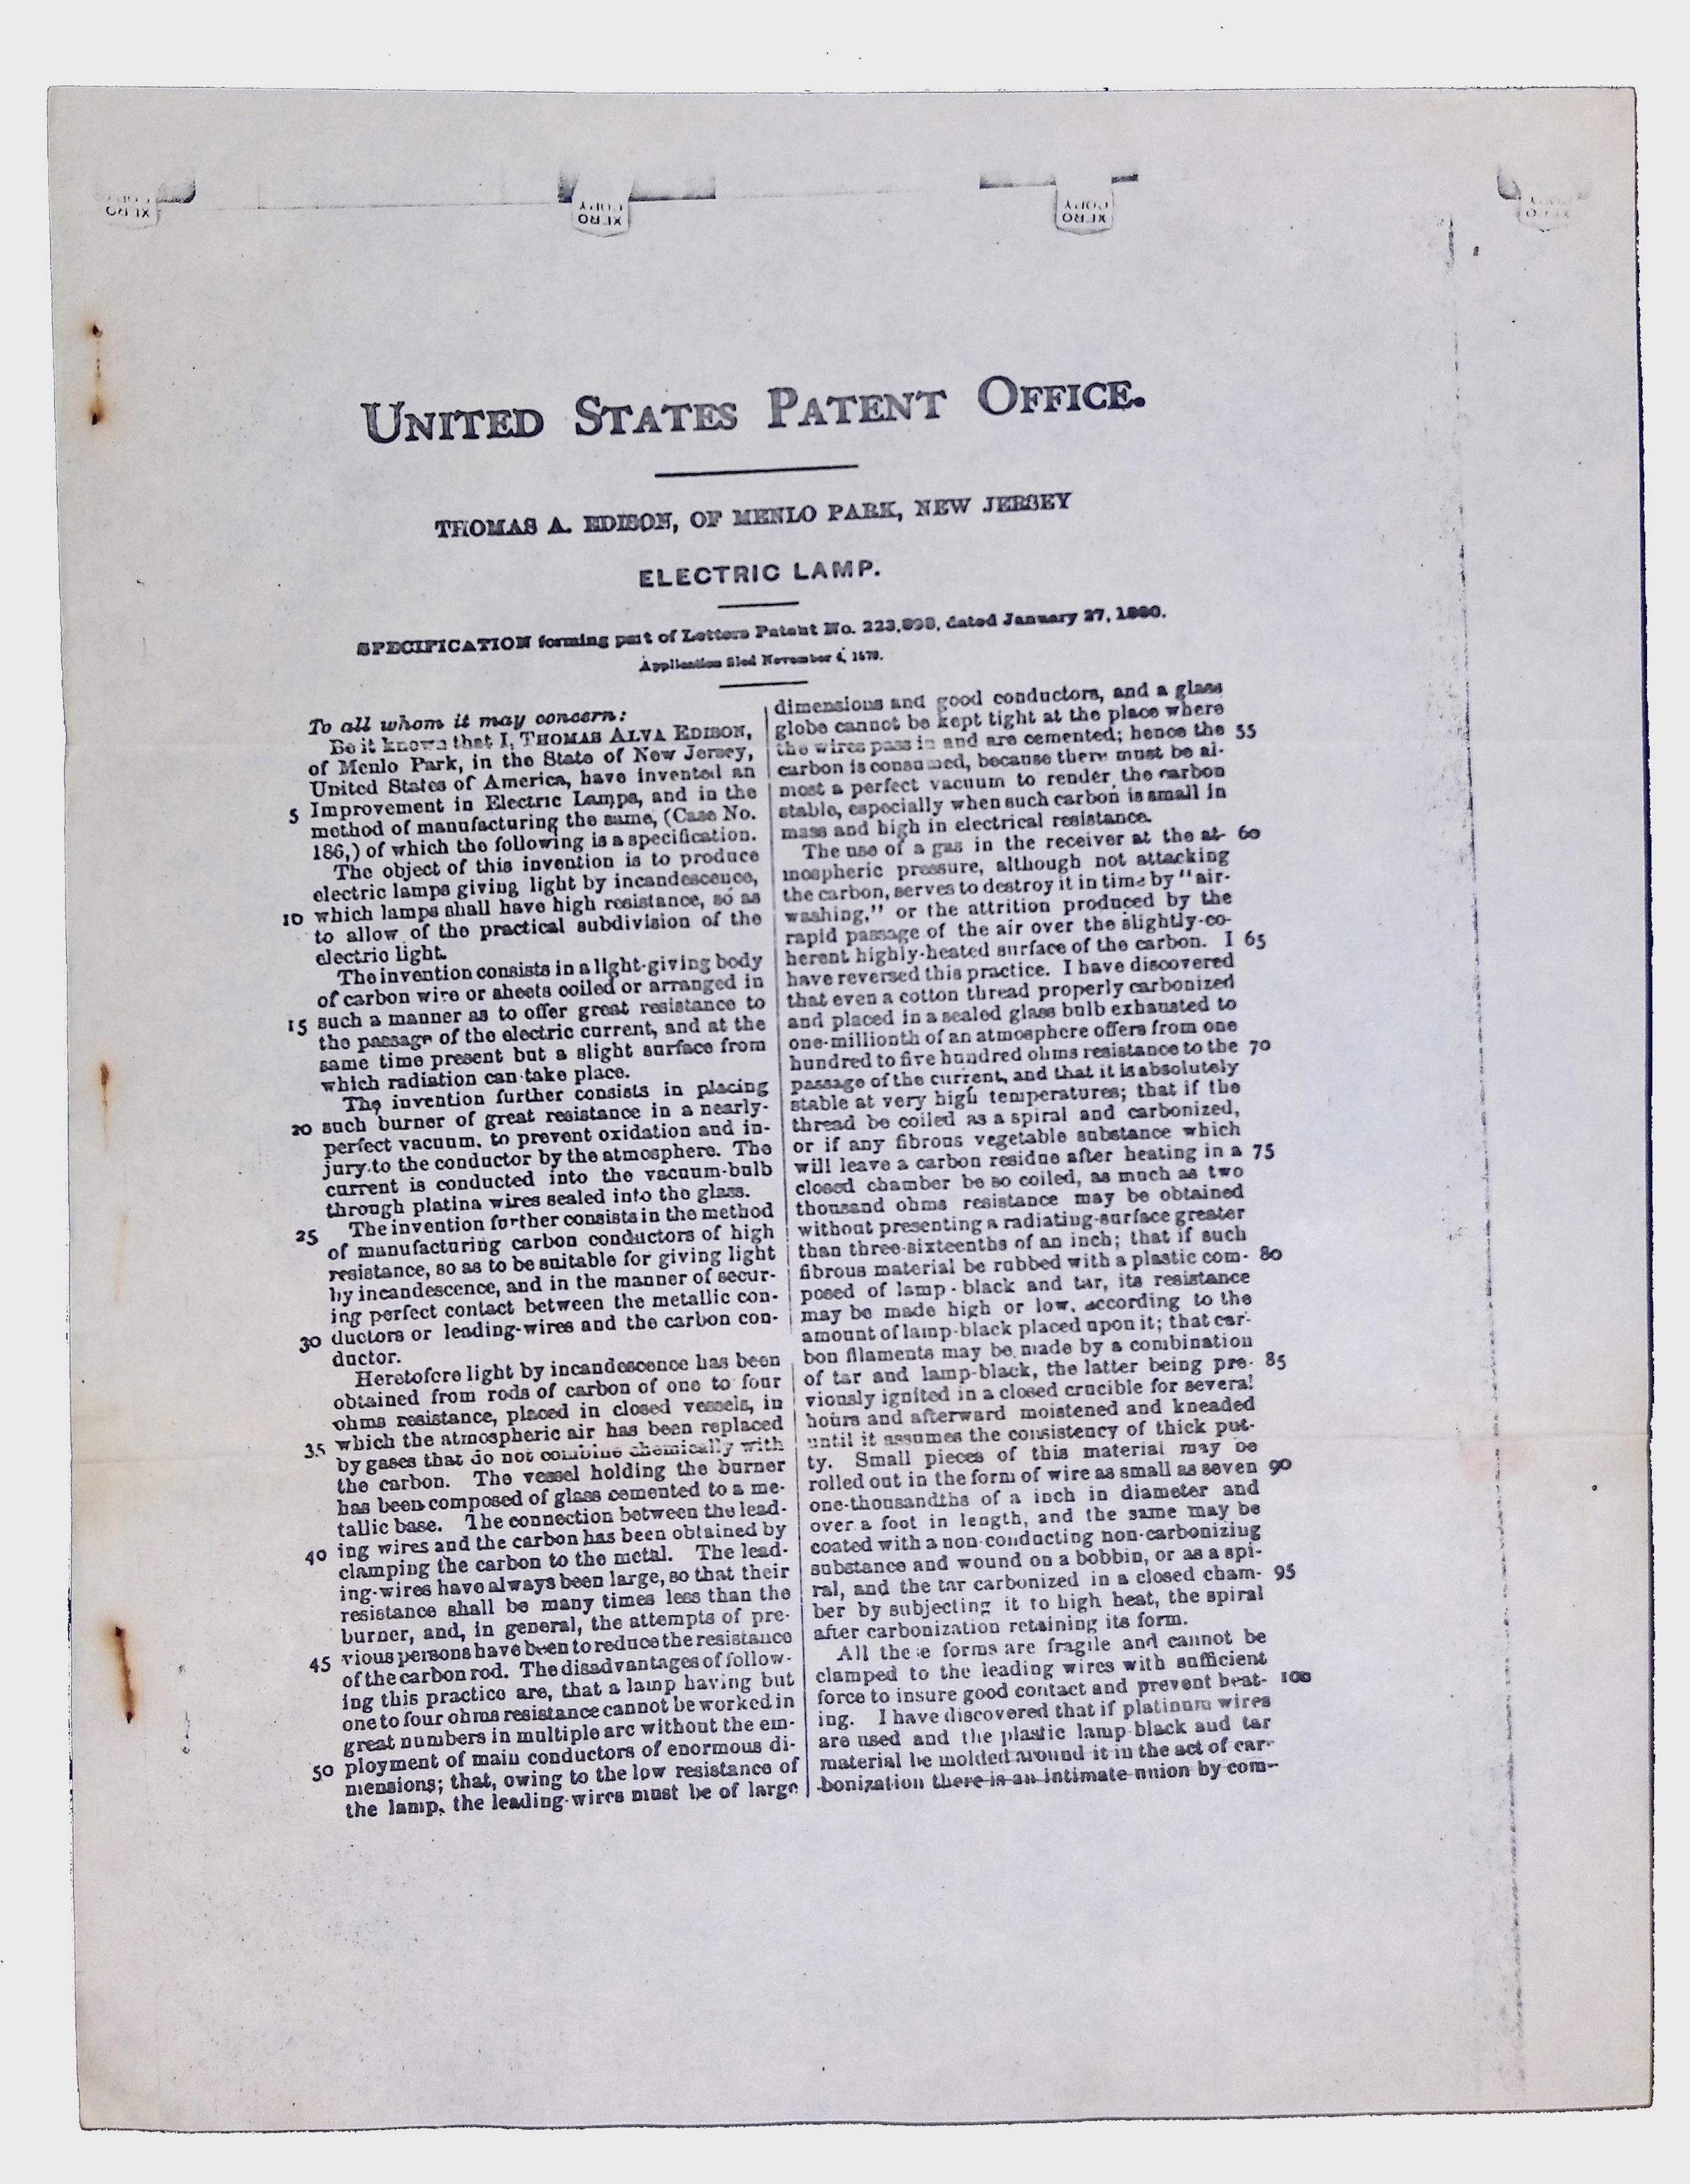 XERO
COPY
XERO
COPY
XERO
COPY
XERO
UNITED STATES PATENT OFFICE.
THOMAS A. EDISON, OF MENLO PARK, NEW JERSEY
ELECTRIC LAMP.
SPECIFICATION forming part of Letters Patent No. 223,898, dated January 27, 1880.
Application filed November 4, 1879.
To all whom it may concern:
Be it known that I, THOMAS ALVA EDISON,
of Menlo Park, in the State of New Jersey,
United States of America, have invented an
5 Improvement in Electric Lamps, and in the
method of manufacturing the same, (Case No.
186,) of which the following is a specification.
The object of this invention is to produce
electric lamps giving light by incandescence,
10 which lamps shall have high resistance, so as
to allow of the practical subdivision of the
electric light.
The invention consists in a light-giving body
of carbon wire or sheets coiled or arranged in
15 such a manner as to offer great resistance to
the passage of the electric current, and at the
same time present but a slight surface from
which radiation can take place.
The invention further consists in placing
20 such burner of great resistance in a nearly-
perfect vacuum, to prevent oxidation and in-
jury to the conductor by the atmosphere. The
current is conducted into the vacuum-bulb
through platina wires sealed into the glass.
25 The invention further consists in the method
of manufacturing carbon conductors of high
resistance, so as to be suitable for giving light
by incandescence, and in the manner of secur-
ing perfect contact between the metallic con-
30 ductors or leading-wires and the carbon con-
ductor.
Heretofore light by incandescence has been
obtained from rods of carbon of one to four
ohms resistance, placed in closed vessels, in
35 which the atmospheric air has been replaced
by gases that do not combine chemically with
the carbon. The vessel holding the burner
has been composed of glass cemented to a me-
tallic base. The connection between the lead-
40 ing wires and the carbon has been obtained by
clamping the carbon to the metal. The lead-
ing-wires have always been large, so that their
resistance shall be many times less than the
burner, and, in general, the attempts of pre-
45 vious persons have been to reduce the resistance
of the carbon rod. The disadvantages of follow-
ing this practice are, that a lamp having but
one to four ohms resistance cannot be worked in
great numbers in multiple arc without the em-
50 ployment of main conductors of enormous di-
mensions; that, owing to the low resistance of
the lamp, the leading-wires must be of large
dimensions and good conductors, and a glass
globe cannot be kept tight at the place where
the wires pass in and are cemented; hence the 55
carbon is consumed, because there must be al-
most a perfect vacuum to render the carbon
stable, especially when such carbon is small in
mass and high in electrical resistance.
The use of a gas in the receiver at the at- 60
mospheric pressure, although not attacking
the carbon, serves to destroy it in time by "air-
washing," or the attrition produced by the
rapid passage of the air over the slightly-co-
herent highly-heated surface of the carbon. I 65
have reversed this practice. I have discovered
that even a cotton thread properly carbonized
and placed in a sealed glass bulb exhausted to
one-millionth of an atmosphere offers from one
hundred to five hundred ohms resistance to the 70
passage of the current, and that it is absolutely
stable at very high temperatures; that if the
thread be coiled as a spiral and carbonized,
or if any fibrous vegetable substance which
will leave a carbon residue after heating in a 75
closed chamber be so coiled, as much as two
thousand ohms resistance may be obtained
without presenting a radiating-surface greater
than three-sixteenths of an inch; that if such
fibrous material be rubbed with a plastic com- 80
posed of lamp-black and tar, its resistance
may be made high or low, according to the
amount of lamp-black placed upon it; that car-
bon filaments may be made by a combination
of tar and lamp-black, the latter being pre- 85
viously ignited in a closed crucible for several
hours and afterward moistened and kneaded
until it assumes the consistency of thick put-
ty. Small pieces of this material may be
rolled out in the form of wire as small as seven 90
one-thousandths of a inch in diameter and
over a foot in length, and the same may be
coated with a non-conducting non-carbonizing
substance and wound on a bobbin, or as a spi-
ral, and the tar carbonized in a closed cham- 95
ber by subjecting it to high heat, the spiral
after carbonization retaining its form.
All these forms are fragile and cannot be
clamped to the leading wires with sufficient
force to insure good contact and prevent heat- 100
ing. I have discovered that if platinum wires
are used and the plastic lamp-black and tar
material be molded around it in the act of car-
bonization there is an intimate union by com-